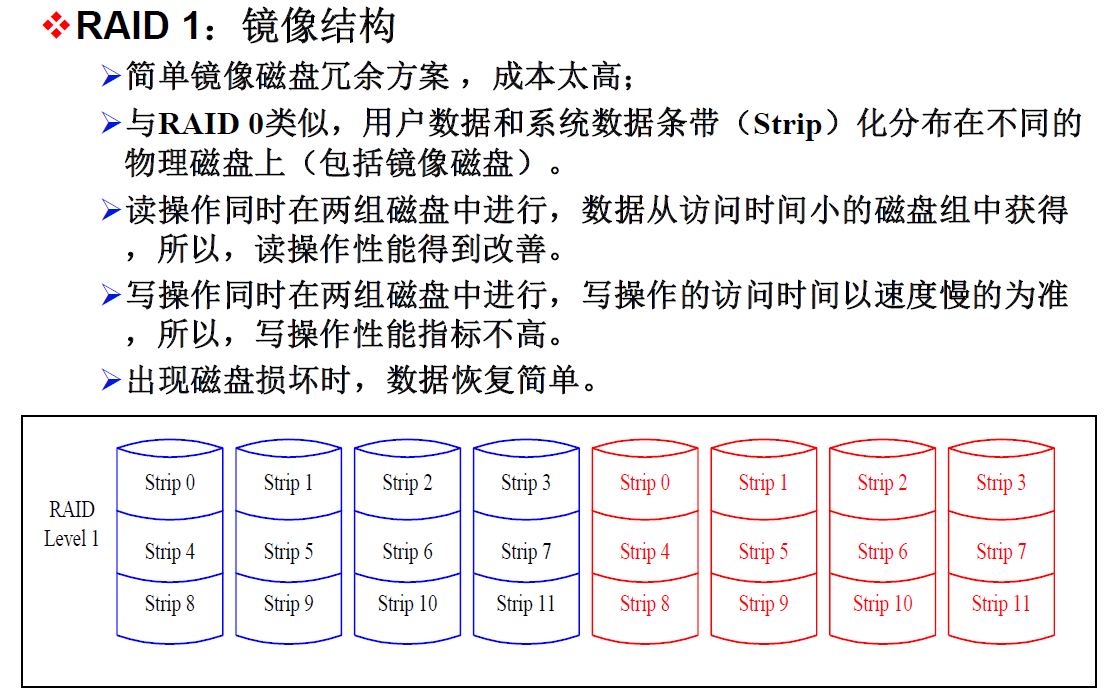 ❖RAID 1：镜像结构
➢简单镜像磁盘冗余方案 ，成本太高；
➢与RAID 0类似，用户数据和系统数据条带（Strip）化分布在不同的
物理磁盘上（包括镜像磁盘）。
➢读操作同时在两组磁盘中进行，数据从访问时间小的磁盘组中获得
，所以，读操作性能得到改善。
➢写操作同时在两组磁盘中进行，写操作的访问时间以速度慢的为准
，所以，写操作性能指标不高。
➢出现磁盘损坏时，数据恢复简单。
RAID
Level 1
Strip 0 Strip 1 Strip 2 Strip 3 Strip 0 Strip 1 Strip 2 Strip 3
Strip 4 Strip 5 Strip 6 Strip 7 Strip 4 Strip 5 Strip 6 Strip 7
Strip 8 Strip 9 Strip 10 Strip 11 Strip 8 Strip 9 Strip 10 Strip 11